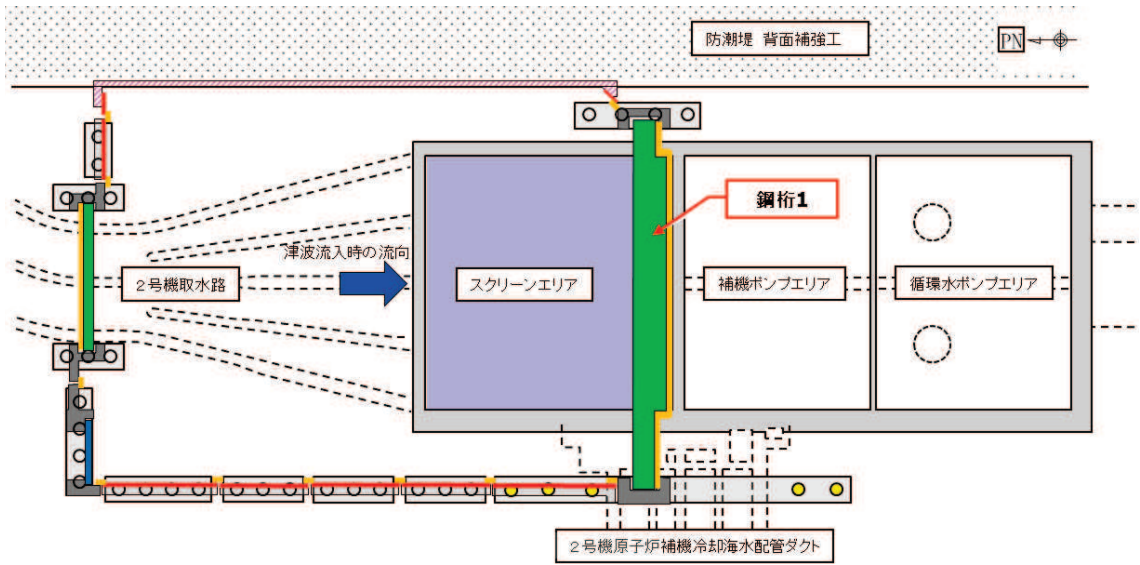 防潮堤 背面補強工
PN
鋼桁1
津波流入時の流向
2号機取水路
スクリーンエリア
補機ポンプエリア
循環水ポンプエリア
2号機原子炉補機冷却海水配管ダクト